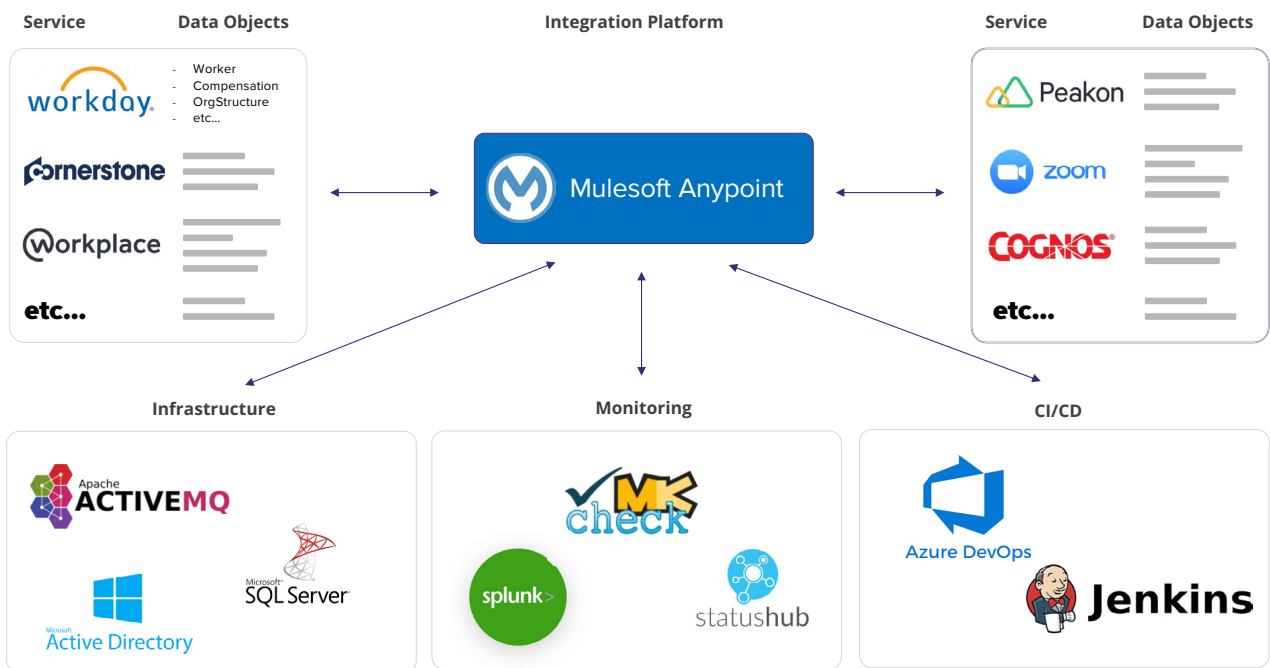 Service Data Objects
Integration Platform
Service Data Objects
workday.
- Worker
- Compensation
- OrgStructure
- etc...
cornerstone
workplace
etc...
Mulesoft Anypoint
Peakon
zoom
COGNOS®
etc...
Infrastructure
Monitoring
CI/CD
Apache
ACTIVEMQ
Microsoft®
SQL Server®
Microsoft
Active Directory
MK
check
splunk>
statushub
Azure DevOps
Jenkins